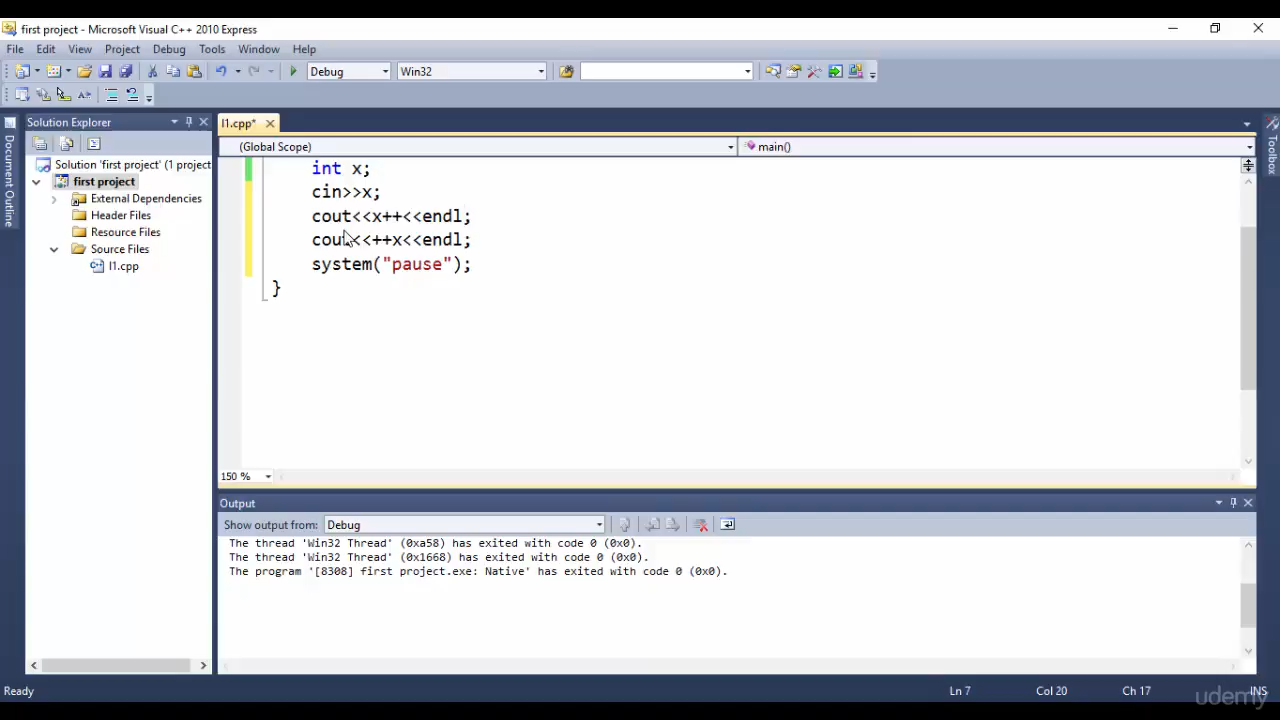 first project - Microsoft Visual C++ 2010 Express
File Edit View Project Debug Tools Window Help
Debug Win32
Solution Explorer
l1.cpp*
(Global Scope) main()
Document Outline
Toolbox
Solution 'first project' (1 project
first project
External Dependencies
Header Files
Resource Files
Source Files
l1.cpp
int x;
cin>>x;
cout<<x++<<endl;
cout<<++x<<endl;
system("pause");
}
150 %
Output
Show output from: Debug
The thread 'Win32 Thread' (0xa58) has exited with code 0 (0x0).
The thread 'Win32 Thread' (0x1668) has exited with code 0 (0x0).
The program '[8308] first project.exe: Native' has exited with code 0 (0x0).
Ready Ln 7 Col 20 Ch 17 INS
udemy